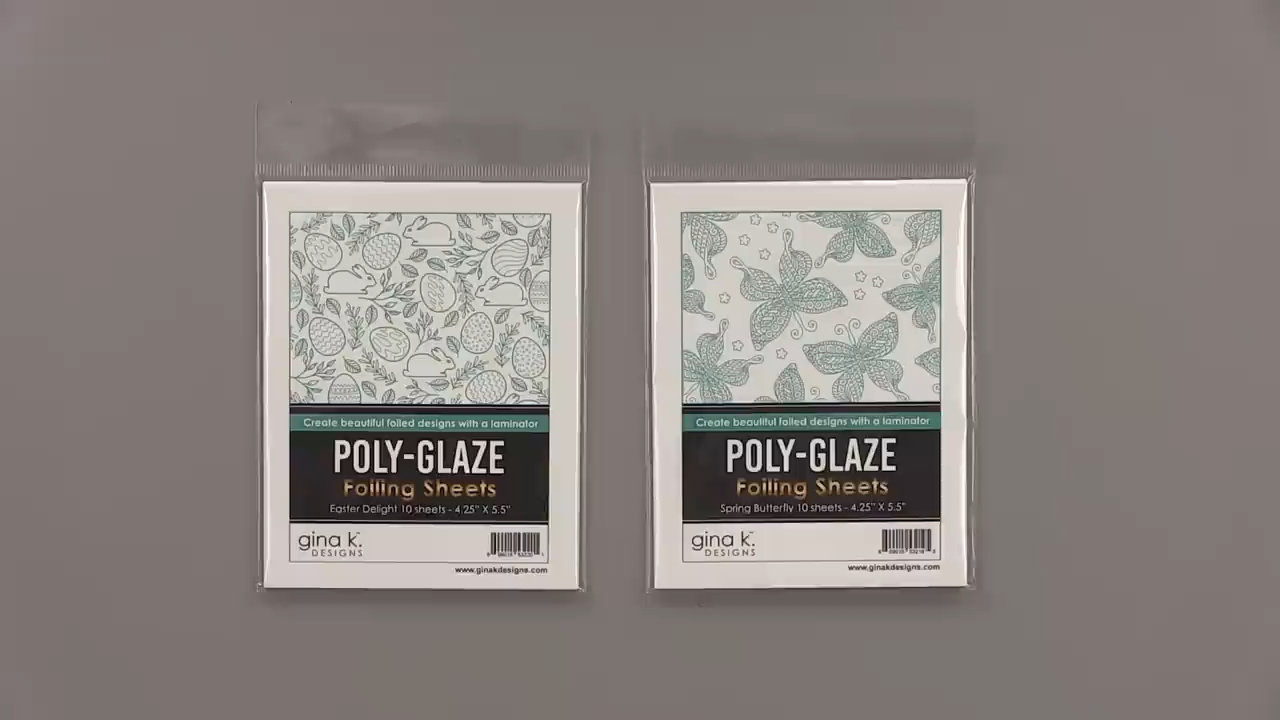 Create beautiful foiled designs with a laminator
POLY-GLAZE
Foiling Sheets
Easter Delight 10 sheets - 4.25" X 5.5"
gina k.™
DESIGNS
www.ginakdesigns.com
Create beautiful foiled designs with a laminator
POLY-GLAZE
Foiling Sheets
Spring Butterfly 10 sheets - 4.25" X 5.5"
gina k.™
DESIGNS
www.ginakdesigns.com